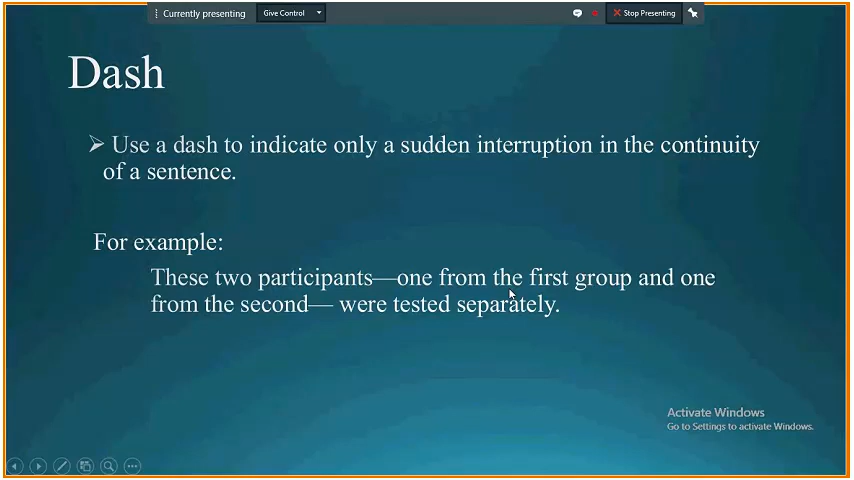 Currently presenting Give Control Stop Presenting
Dash
Use a dash to indicate only a sudden interruption in the continuity
of a sentence.
For example:
These two participants—one from the first group and one
from the second— were tested separately.
Activate Windows
Go to Settings to activate Windows.